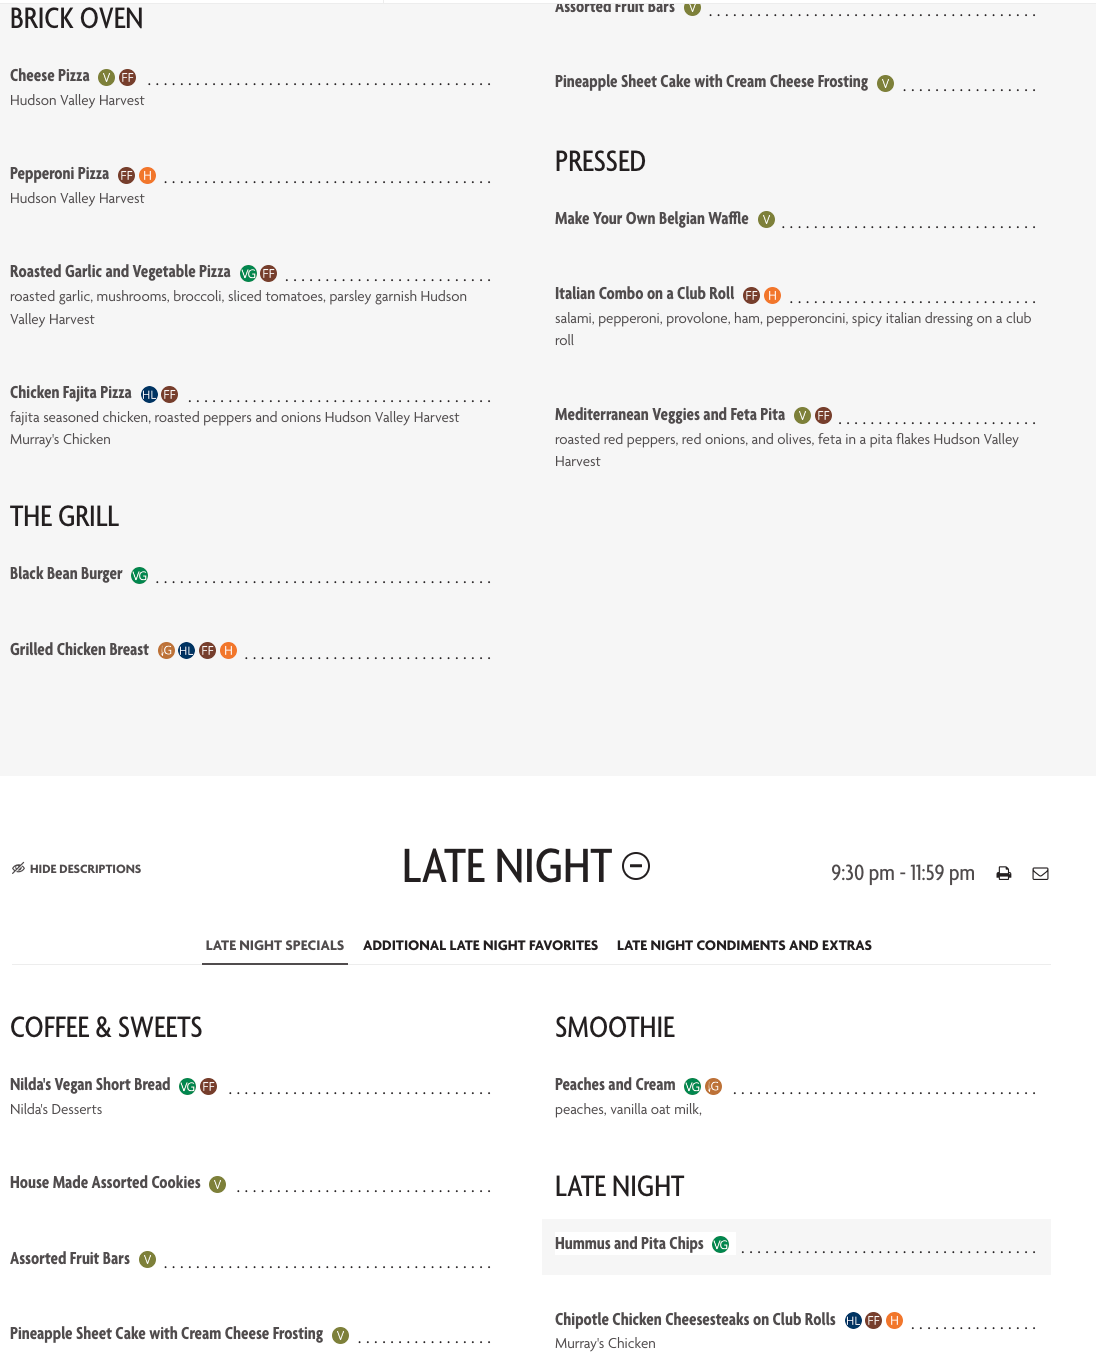 BRICK OVEN
Cheese Pizza V FF
Hudson Valley Harvest
Pepperoni Pizza FF H
Hudson Valley Harvest
Roasted Garlic and Vegetable Pizza VG FF
roasted garlic, mushrooms, broccoli, sliced tomatoes, parsley garnish Hudson
Valley Harvest
Chicken Fajita Pizza HL FF
fajita seasoned chicken, roasted peppers and onions Hudson Valley Harvest
Murray's Chicken
THE GRILL
Black Bean Burger VG
Grilled Chicken Breast G HL FF H
Assorted Fruit Bars V
Pineapple Sheet Cake with Cream Cheese Frosting V
PRESSED
Make Your Own Belgian Waffle V
Italian Combo on a Club Roll FF H
salami, pepperoni, provolone, ham, pepperoncini, spicy italian dressing on a club
roll
Mediterranean Veggies and Feta Pita V FF
roasted red peppers, red onions, and olives, feta in a pita flakes Hudson Valley
Harvest
HIDE DESCRIPTIONS
LATE NIGHT
9:30 pm - 11:59 pm
LATE NIGHT SPECIALS ADDITIONAL LATE NIGHT FAVORITES LATE NIGHT CONDIMENTS AND EXTRAS
COFFEE & SWEETS
Nilda's Vegan Short Bread VG FF
Nilda's Desserts
House Made Assorted Cookies V
Assorted Fruit Bars V
Pineapple Sheet Cake with Cream Cheese Frosting V
SMOOTHIE
Peaches and Cream VG G
peaches, vanilla oat milk,
LATE NIGHT
Hummus and Pita Chips VG
Chipotle Chicken Cheesesteaks on Club Rolls HL FF H
Murray's Chicken